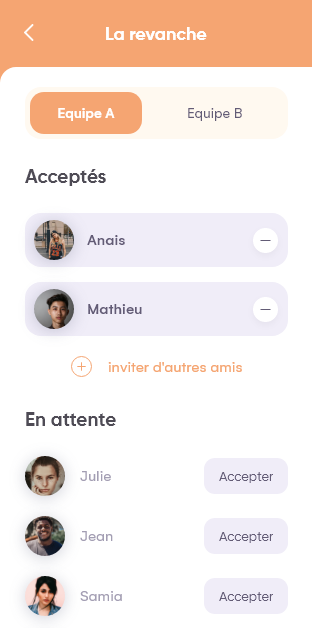 La revanche
Equipe A
Equipe B
Acceptés
Anais
Mathieu
inviter d'autres amis
En attente
Julie
Accepter
Jean
Accepter
Samia
Accepter